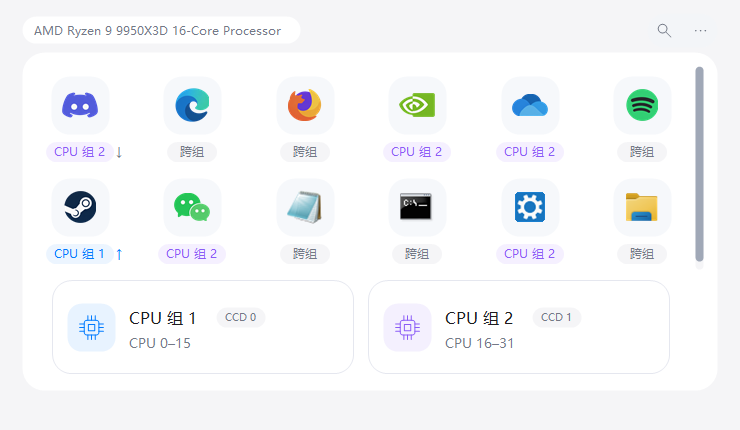 AMD Ryzen 9 9950X3D 16-Core Processor
CPU 组 2 ↓
跨组
跨组
CPU 组 2
CPU 组 2
跨组
C:\
CPU 组 1 ↑
CPU 组 2
跨组
跨组
CPU 组 2
跨组
CPU 组 1
CCD 0
CPU 0–15
CPU 组 2
CCD 1
CPU 16–31